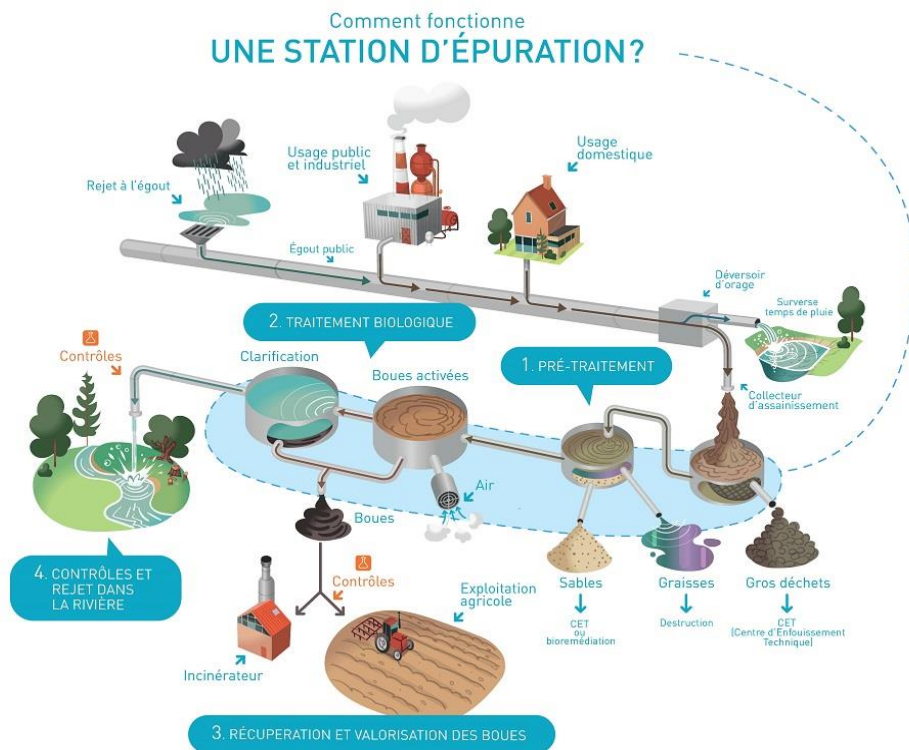 Comment fonctionne
UNE STATION D'ÉPURATION?
Rejet à l'égout
Usage public
et industriel
Usage
domestique
Égout public
Déversoir
d'orage
Surverse
temps de pluie
Collecteur
d'assainissement
1. PRÉ-TRAITEMENT
2. TRAITEMENT BIOLOGIQUE
Clarification
Boues activées
Contrôles
Air
Boues
Sables
CET
ou
bioremédiation
Graisses
Destruction
Gros déchets
CET
(Centre d'Enfouissement
Technique)
4. CONTRÔLES ET
REJET DANS
LA RIVIÈRE
Contrôles
Incinérateur
Exploitation
agricole
3. RÉCUPERATION ET VALORISATION DES BOUES